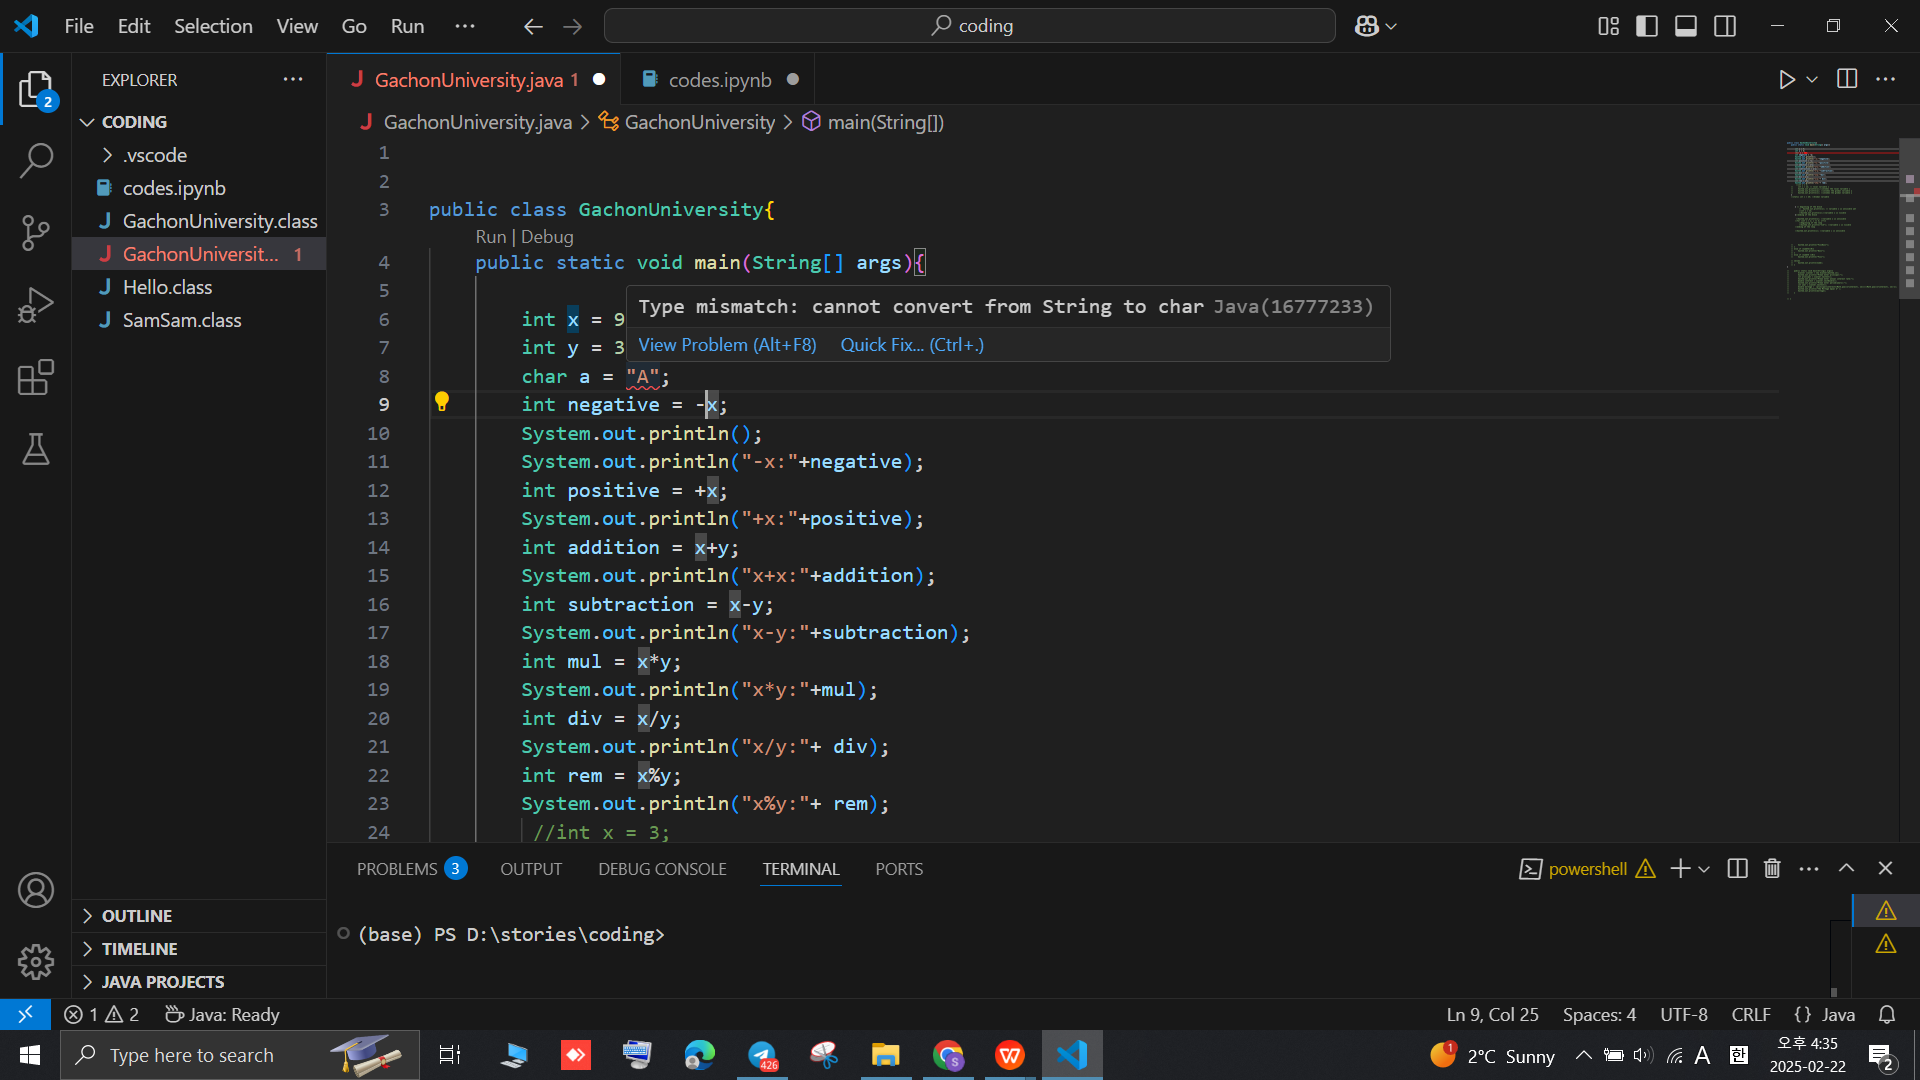 File Edit Selection View Go Run ··· coding
EXPLORER ···
CODING
.vscode
codes.ipynb
GachonUniversity.class
GachonUniversit... 1
Hello.class
SamSam.class
OUTLINE
TIMELINE
JAVA PROJECTS
2
GachonUniversity.java 1
codes.ipynb
GachonUniversity.java > GachonUniversity > main(String[])
1
2
3 public class GachonUniversity{
Run | Debug
4 public static void main(String[] args){
5
6 int x = 9
7 int y = 3
Type mismatch: cannot convert from String to char Java(16777233)
View Problem (Alt+F8) Quick Fix... (Ctrl+.)
8 char a = "A";
9 int negative = -x;
10 System.out.println();
11 System.out.println("-x:"+negative);
12 int positive = +x;
13 System.out.println("+x:"+positive);
14 int addition = x+y;
15 System.out.println("x+x:"+addition);
16 int subtraction = x-y;
17 System.out.println("x-y:"+subtraction);
18 int mul = x*y;
19 System.out.println("x*y:"+mul);
20 int div = x/y;
21 System.out.println("x/y:"+ div);
22 int rem = x%y;
23 System.out.println("x%y:"+ rem);
24 //int x = 3;
PROBLEMS 3 OUTPUT DEBUG CONSOLE TERMINAL PORTS
powershell
(base) PS D:\stories\coding>
1 2 Java: Ready
Ln 9, Col 25 Spaces: 4 UTF-8 CRLF {} Java
Type here to search
426
S
W
1 2°C Sunny
A 한
오후 4:35
2025-02-22
2